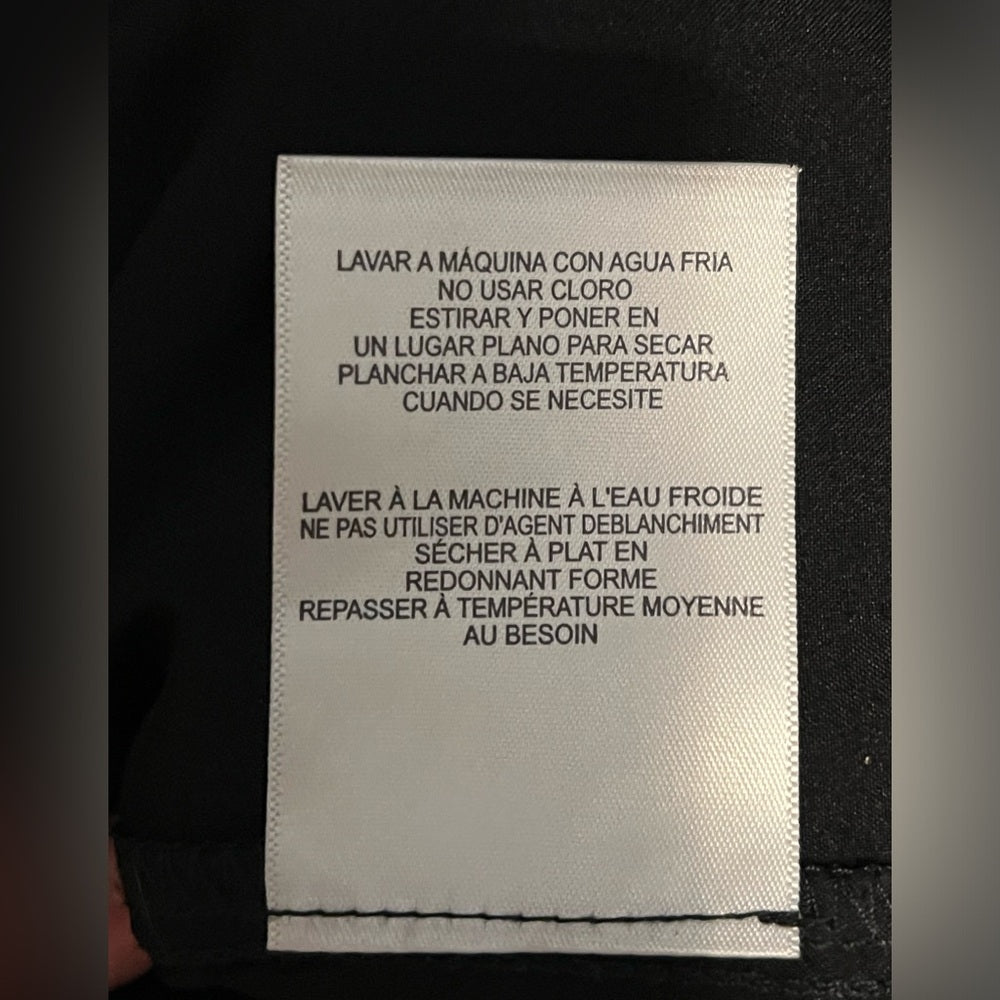 LAVAR A MÁQUINA CON AGUA FRIA
NO USAR CLORO
ESTIRAR Y PONER EN
UN LUGAR PLANO PARA SECAR
PLANCHAR A BAJA TEMPERATURA
CUANDO SE NECESITE
LAVER À LA MACHINE À L'EAU FROIDE
NE PAS UTILISER D'AGENT DEBLANCHIMENT
SÉCHER À PLAT EN
REDONNANT FORME
REPASSER À TEMPÉRATURE MOYENNE
AU BESOIN